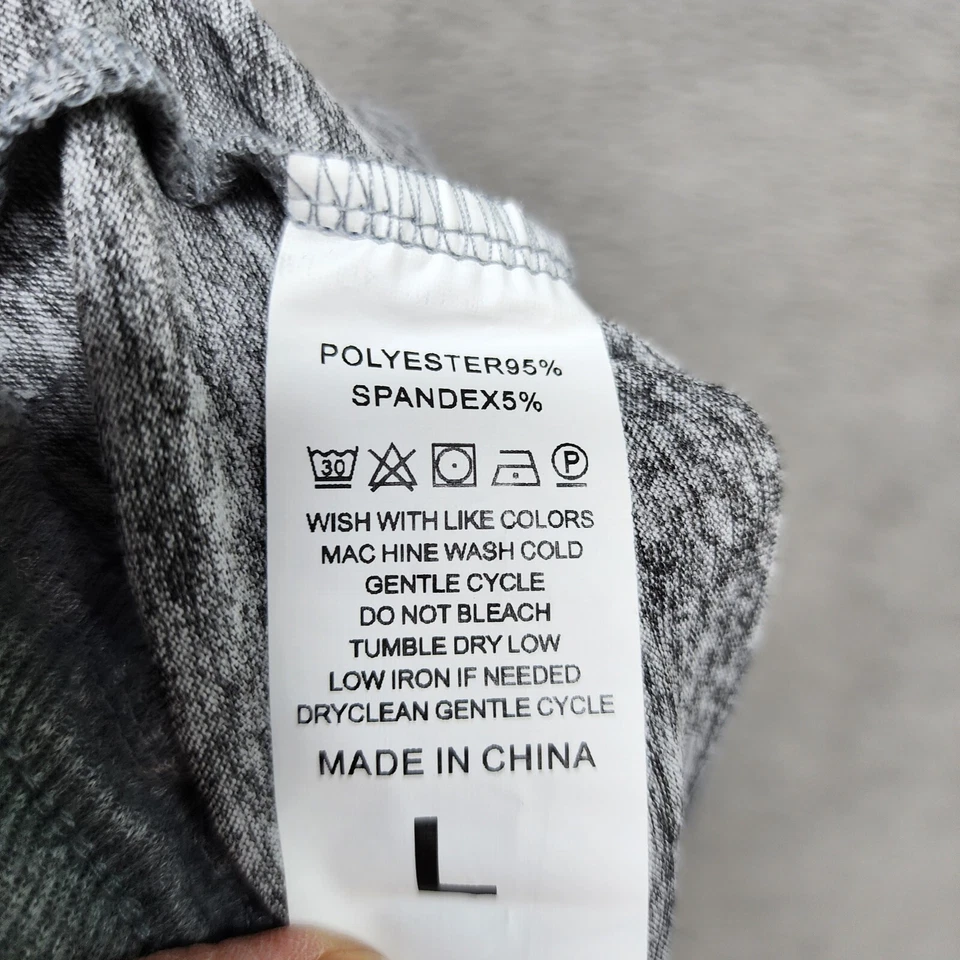 POLYESTER95%
SPANDEX5%
30 P
WISH WITH LIKE COLORS
MAC HINE WASH COLD
GENTLE CYCLE
DO NOT BLEACH
TUMBLE DRY LOW
LOW IRON IF NEEDED
DRYCLEAN GENTLE CYCLE
MADE IN CHINA
L